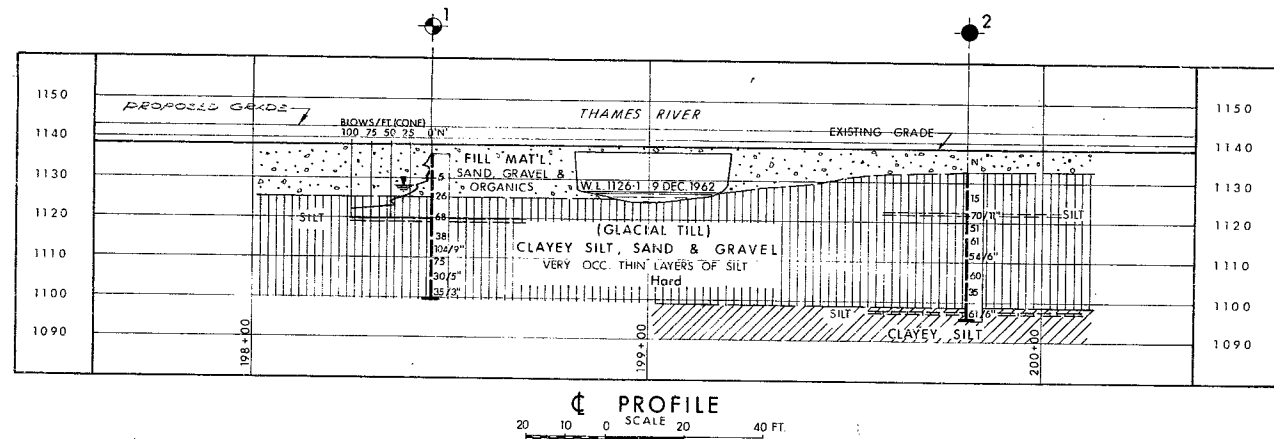 1
2
1150
1140
1130
1120
1110
1100
1090
PROPOSED GRADE
BLOWS/FT.(CONE)
100 75 50 25 0 'N'
5
26
68
38
104/9"
75
30/5"
35/3"
FILL MAT'L
SAND, GRAVEL &
ORGANICS
THAMES RIVER
W.L.1126·1 9 DEC.1962
EXISTING GRADE
SILT
(GLACIAL TILL)
CLAYEY SILT, SAND & GRAVEL
VERY OCC. THIN LAYERS OF SILT
Hard
'N'
15
70/11"
51
61
54/6"
60
35
61/6"
SILT
SILT
CLAYEY SILT
198+00
199+00
200+00
1150
1140
1130
1120
1110
1100
1090
℄ PROFILE
SCALE
20 10 0 20 40 FT.